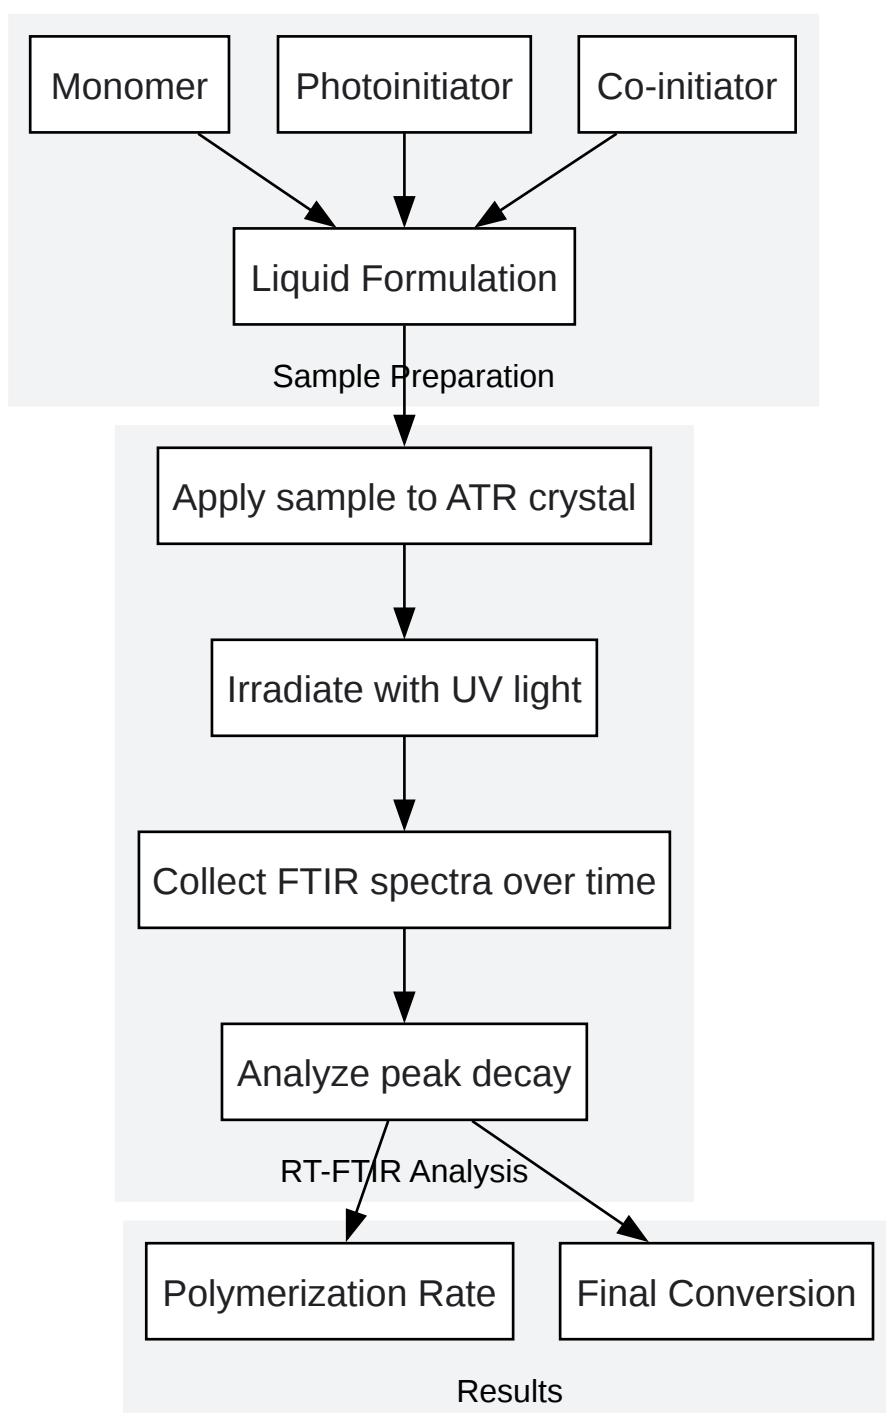 Monomer
Photoinitiator
Co-initiator
Liquid Formulation
Sample Preparation
Apply sample to ATR crystal
Irradiate with UV light
Collect FTIR spectra over time
Analyze peak decay
RT-FTIR Analysis
Polymerization Rate
Final Conversion
Results